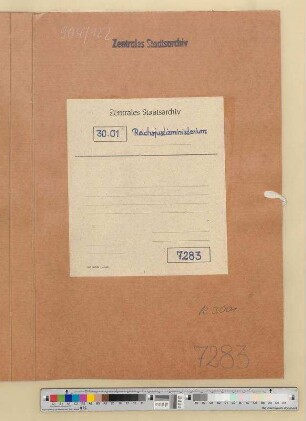 Zentrales Staatsarchiv
Zentrales Staatsarchiv
30.01 Reichsjustizministerium
7283
7283